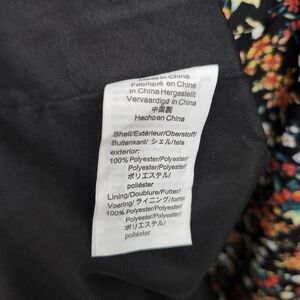 Made in China
Fabriqué en Chine
In China Hergestellt
Vervaardigd in China
中国製
Hecho en China
Shell/Extérieur/Oberstoff/
Buitenkant/ シェル/tela
exterior:
100% Polyester/Polyester/
Polyester/Polyester/
ポリエステル/
poliéster
Lining/Doublure/Futter/
Voering/ライニング/forro:
100% Polyester/Polyester/
Polyester/Polyester/
ポリエステル/
poliéster